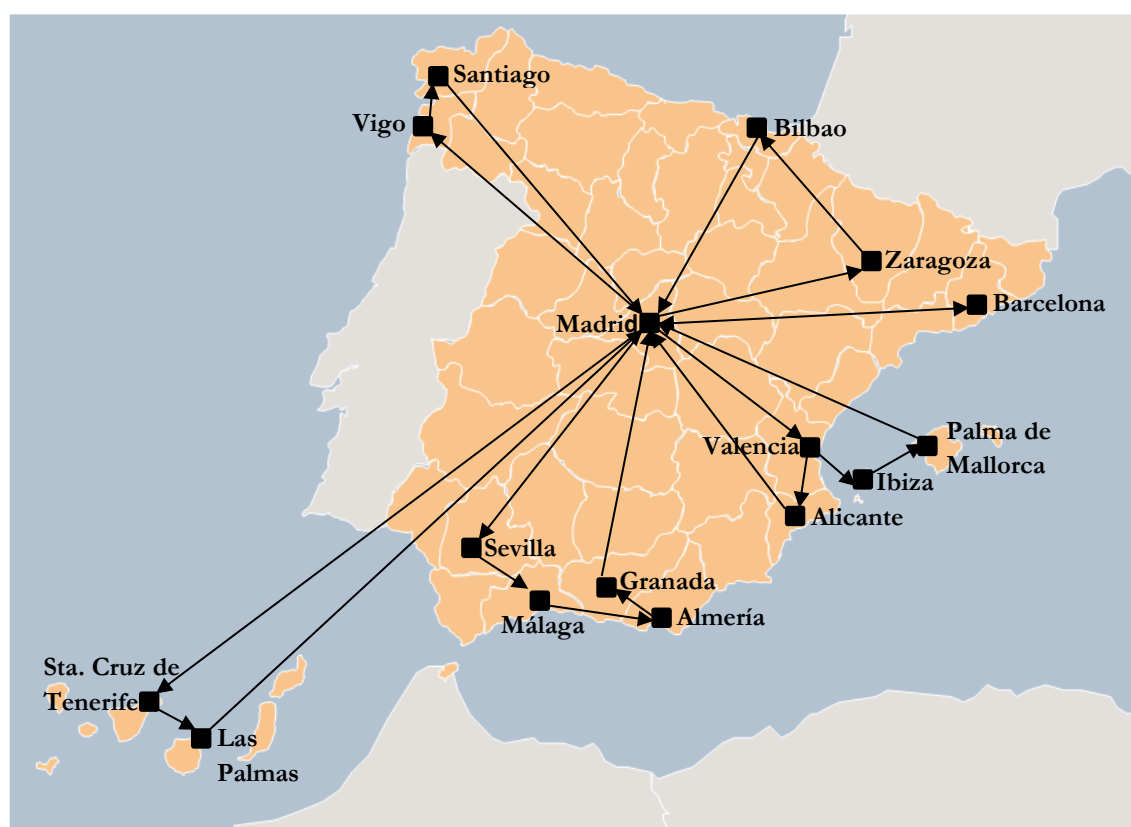 Santiago
Vigo
Bilbao
Zaragoza
Barcelona
Madrid
Palma de
Mallorca
Valencia
Ibiza
Alicante
Sevilla
Granada
Málaga
Almería
Sta. Cruz de
Tenerife
Las
Palmas